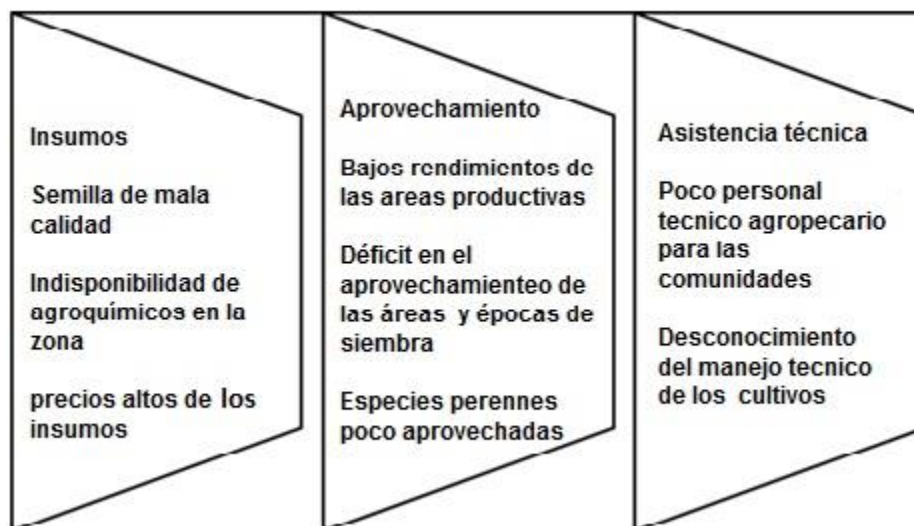 Insumos
Semilla de mala
calidad
Indisponibilidad de
agroquímicos en la
zona
precios altos de los
insumos
Aprovechamiento
Bajos rendimientos de
las areas productivas
Déficit en el
aprovechamienteo de
las áreas y épocas de
siembra
Especies perennes
poco aprovechadas
Asistencia técnica
Poco personal
tecnico agropecario
para las
comunidades
Desconocimiento
del manejo tecnico
de los cultivos